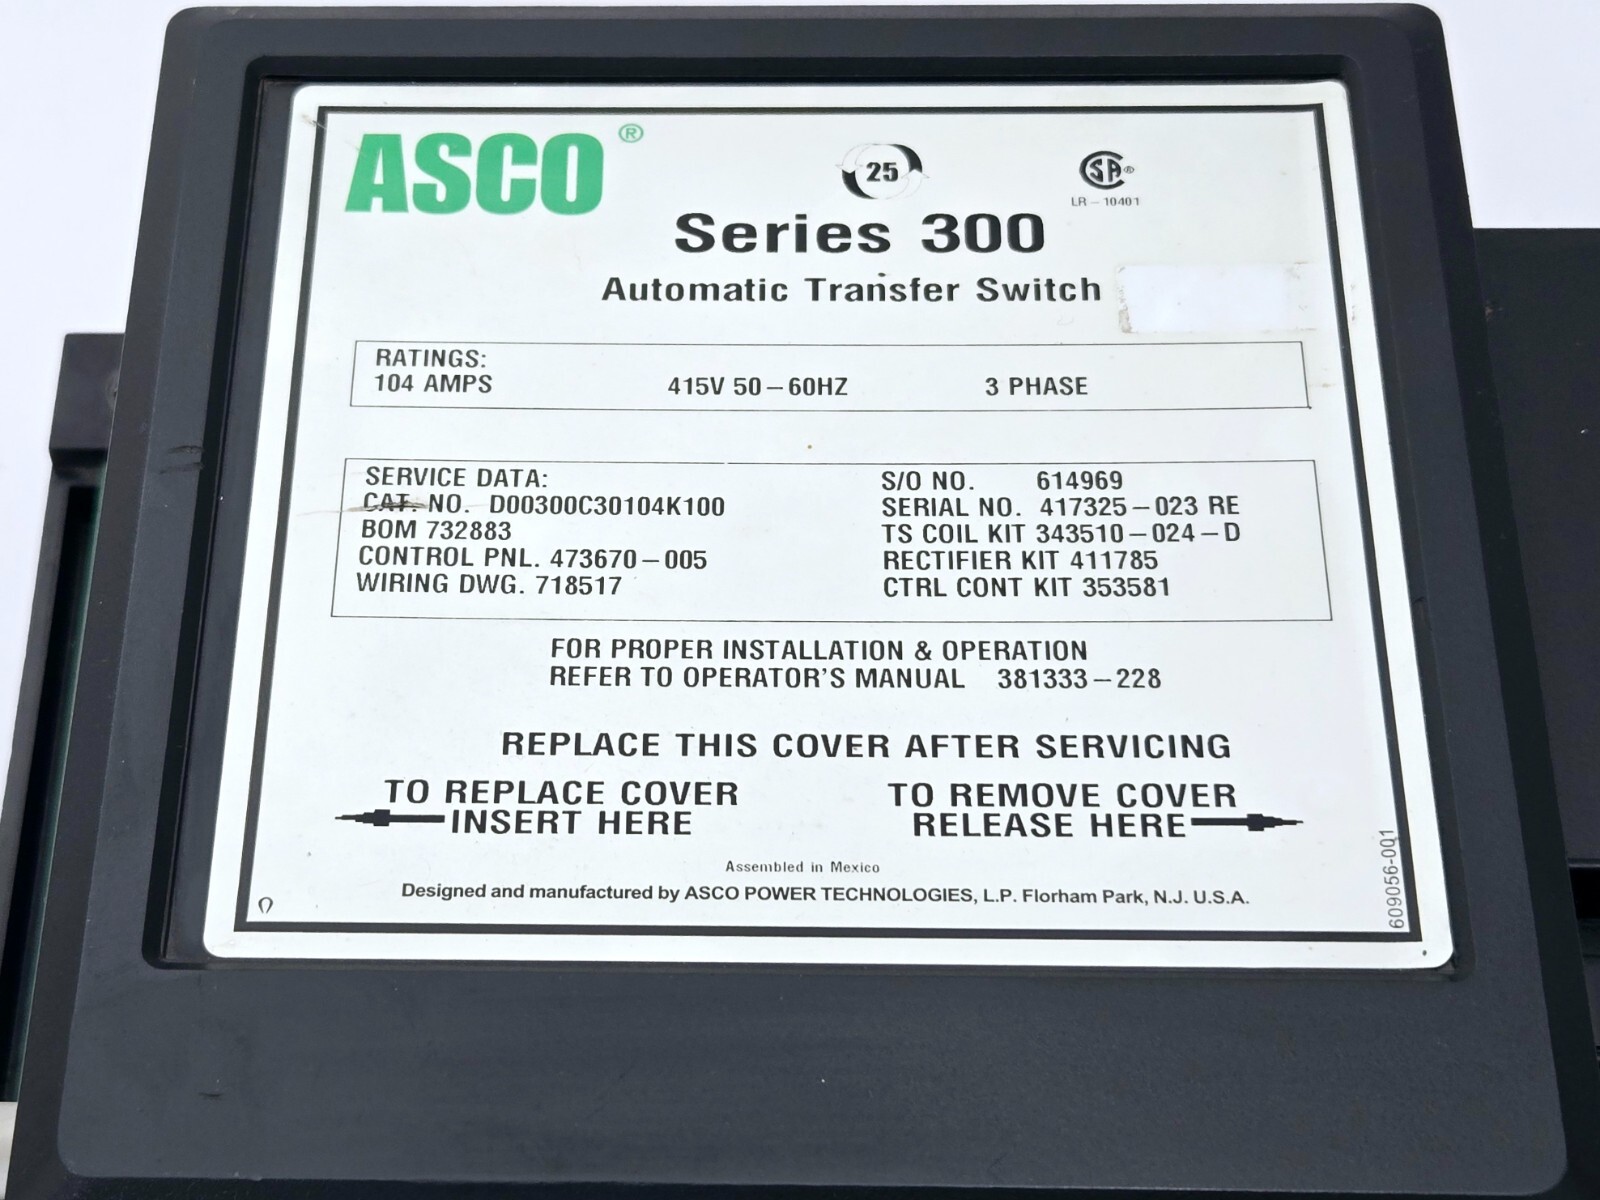 ASCO®
25
CSA®
LR – 10401
Series 300
Automatic Transfer Switch
RATINGS:
104 AMPS 415V 50–60HZ 3 PHASE
SERVICE DATA:
CAT. NO. D00300C30104K100
BOM 732883
CONTROL PNL. 473670–005
WIRING DWG. 718517
S/O NO. 614969
SERIAL NO. 417325–023 RE
TS COIL KIT 343510–024–D
RECTIFIER KIT 411785
CTRL CONT KIT 353581
FOR PROPER INSTALLATION & OPERATION
REFER TO OPERATOR'S MANUAL 381333–228
REPLACE THIS COVER AFTER SERVICING
TO REPLACE COVER
INSERT HERE
TO REMOVE COVER
RELEASE HERE
Assembled in Mexico
Designed and manufactured by ASCO POWER TECHNOLOGIES, L.P. Florham Park, N.J. U.S.A.
609056-001